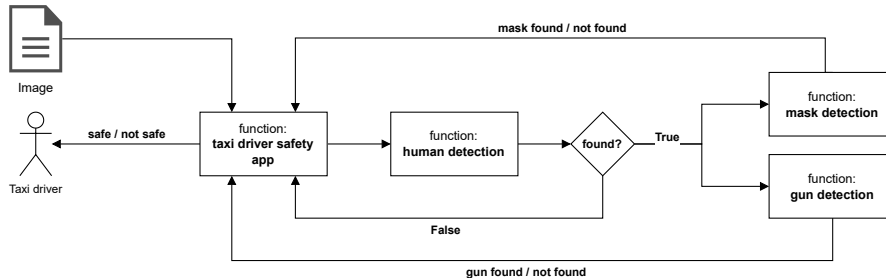 mask found / not found
Image
safe / not safe
Taxi driver
function:
taxi driver safety
app
function:
human detection
found?
True
False
function:
mask detection
function:
gun detection
gun found / not found